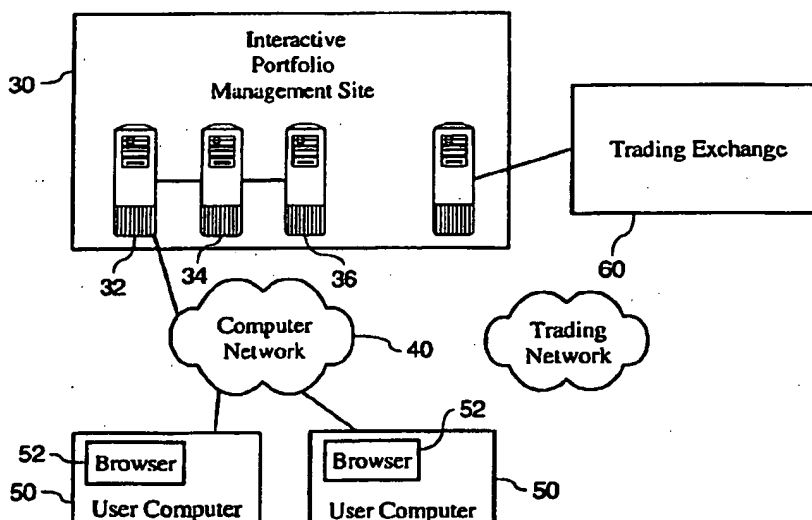 Interactive
Portfolio
Management Site
30
Trading Exchange
32
34
36
60
Computer
Network
40
Trading
Network
52
Browser
50
User Computer
52
Browser
50
User Computer